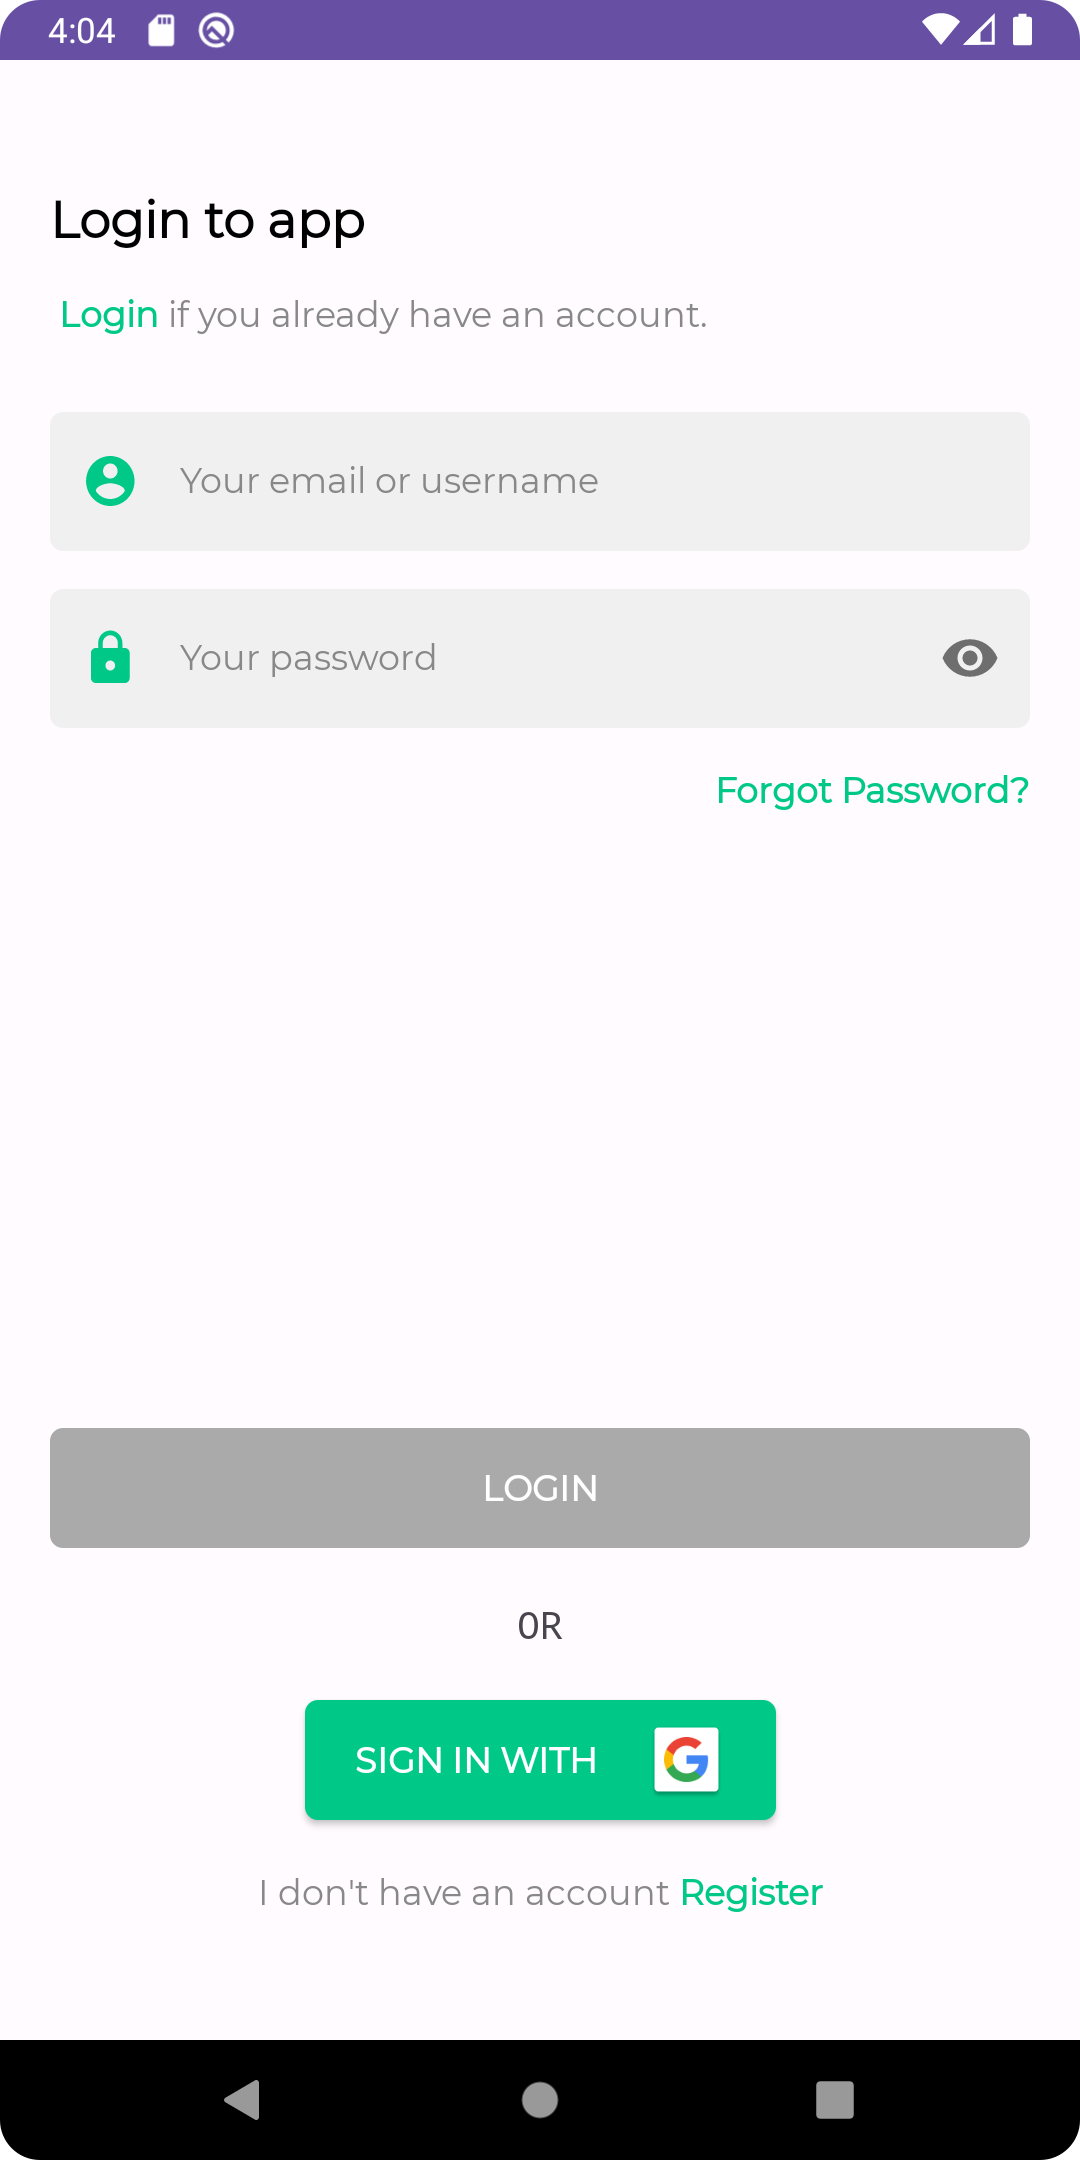 4:04
Login to app
Login if you already have an account.
Your email or username
Your password
Forgot Password?
LOGIN
OR
SIGN IN WITH G
I don't have an account Register